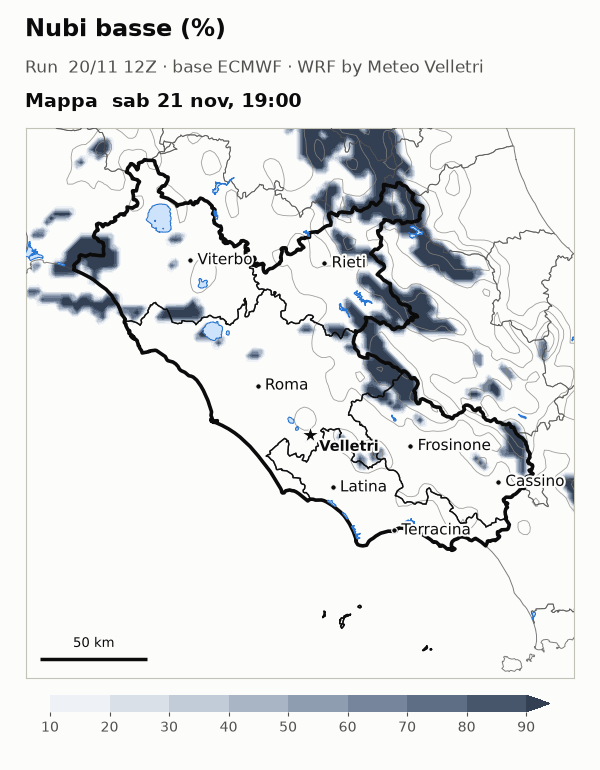 Nubi basse (%)
Run 20/11 12Z · base ECMWF · WRF by Meteo Velletri
Mappa sab 21 nov, 19:00
Viterbo
Rieti
Roma
Velletri
Frosinone
Latina
Cassino
Terracina
50 km
10 20 30 40 50 60 70 80 90